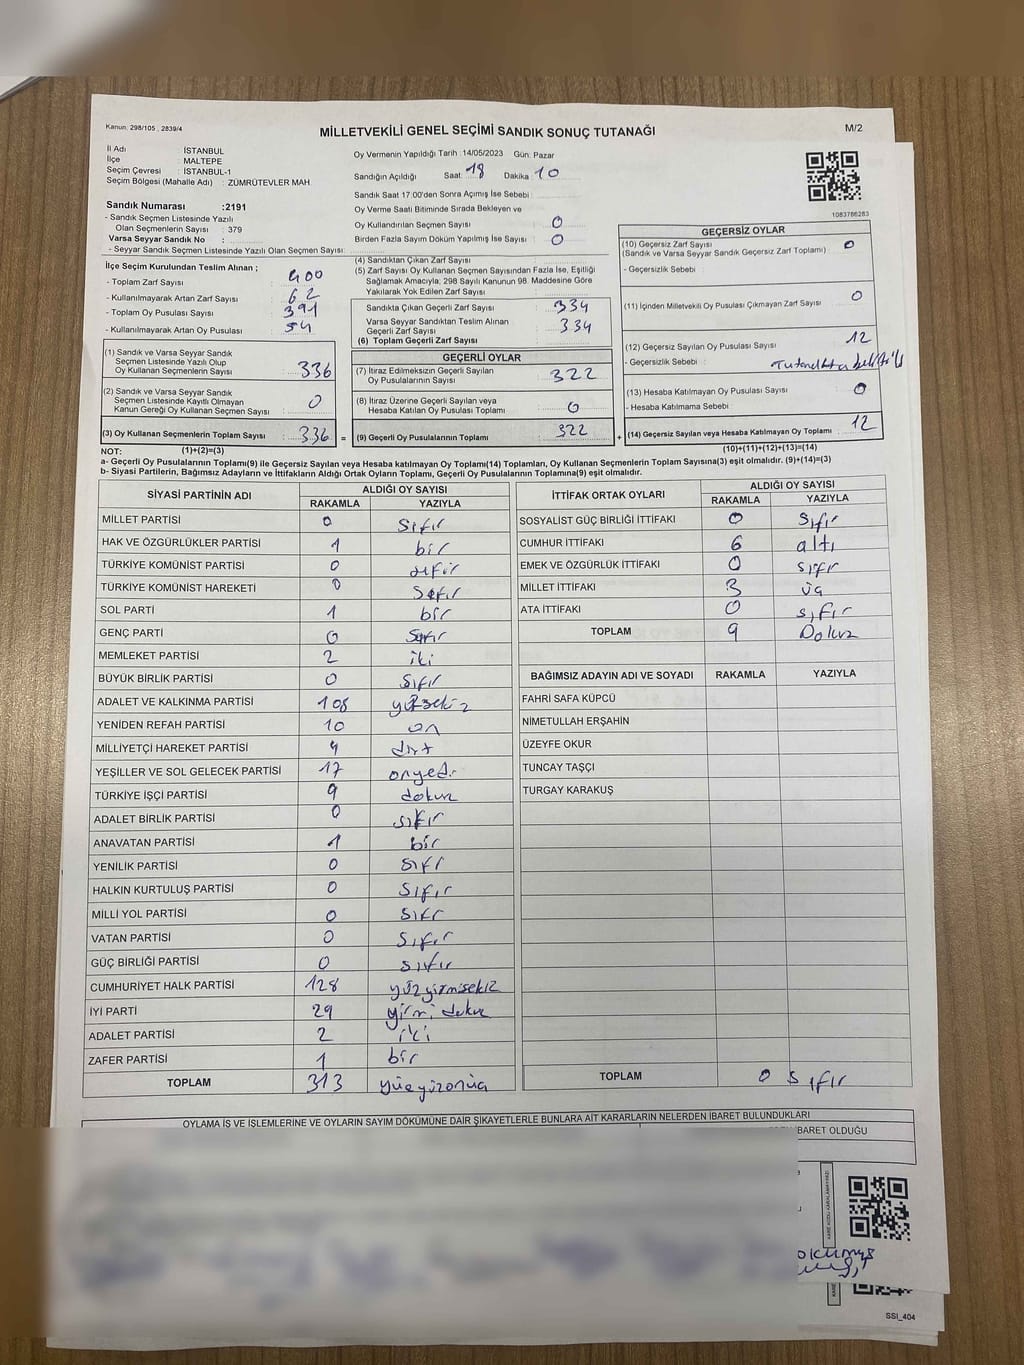 Kanun: 298/105 , 2839/4
MİLLETVEKİLİ GENEL SEÇİMİ SANDIK SONUÇ TUTANAĞI
M/2
İl Adı : İSTANBUL
İlçe : MALTEPE
Seçim Çevresi : İSTANBUL-1
Seçim Bölgesi (Mahalle Adı) : ZÜMRÜTEVLER MAH.
Sandık Numarası :2191
- Sandık Seçmen Listesinde Yazılı
Olan Seçmenlerin Sayısı : 379
Varsa Seyyar Sandık No :
- Seyyar Sandık Seçmen Listesinde Yazılı Olan Seçmen Sayısı:
Oy Vermenin Yapıldığı Tarih :14/05/2023 Gün: Pazar
Sandığın Açıldığı Saat: 18 Dakika 10
Sandık Saat 17.00'den Sonra Açımış İse Sebebi :
Oy Verme Saati Bitiminde Sırada Bekleyen ve
Oy Kullandırılan Seçmen Sayısı : 0
Birden Fazla Sayım Döküm Yapılmış İse Sayısı : 0
1083786283
İlçe Seçim Kurulundan Teslim Alınan ;
- Toplam Zarf Sayısı : 400
- Kullanılmayarak Artan Zarf Sayısı : 62
- Toplam Oy Pusulası : 391
- Kullanılmayarak Artan Oy Pusulası : 54
(1) Sandık ve Varsa Seyyar Sandık
Seçmen Listesinde Yazılı Olup
Oy Kullanan Seçmenlerin Sayısı : 336
(2) Sandık ve Varsa Seyyar Sandık
Seçmen Listesinde Kayıtlı Olmayan
Kanun Gereği Oy Kullanan Seçmen Sayısı : 0
(3) Oy Kullanan Seçmenlerin Toplam Sayısı : 336 =
(4) Sandıktan Çıkan Zarf Sayısı :
(5) Zarf Sayısı Oy Kullanan Seçmen Sayısından Fazla İse, Eşitliği
Sağlamak Amacıyla; 298 Sayılı Kanunun 98. Maddesine Göre
Yakılarak Yok Edilen Zarf Sayısı :
Sandıkta Çıkan Geçerli Zarf Sayısı : 334
Varsa Seyyar Sandıktan Teslim Alınan
Geçerli Zarf Sayısı : 334
(6) Toplam Geçerli Zarf Sayısı
GEÇERLİ OYLAR
(7) İtiraz Edilmeksizin Geçerli Sayılan
Oy Pusulalarının Sayısı : 322
(8) İtiraz Üzerine Geçerli Sayılan veya
Hesaba Katılan Oy Pusulası Toplamı : 0
(9) Geçerli Oy Pusulalarının Toplamı : 322 +
GEÇERSİZ OYLAR
(10) Geçersiz Zarf Sayısı : 0
(Sandık ve Varsa Seyyar Sandık Geçersiz Zarf Toplamı)
- Geçersizlik Sebebi :
(11) İçinden Milletvekili Oy Pusulası Çıkmayan Zarf Sayısı : 0
(12) Geçersiz Sayılan Oy Pusulası Sayısı : 12
- Geçersizlik Sebebi :
(13) Hesaba Katılmayan Oy Pusulası Sayısı : 0
- Hesaba Katılmama Sebebi :
(14) Geçersiz Sayılan veya Hesaba Katılmayan Oy Toplamı : 12
NOT: (1)+(2)=(3) (10)+(11)+(12)+(13)=(14)
a- Geçerli Oy Pusulalarının Toplamı(9) ile Geçersiz Sayılan veya Hesaba katılmayan Oy Toplamı(14) Toplamları, Oy Kullanan Seçmenlerin Toplam Sayısına(3) eşit olmalıdır. (9)+(14)=(3)
b- Siyasi Partilerin, Bağımsız Adayların ve İttifakların Aldığı Ortak Oyların Toplamı, Geçerli Oy Pusulalarının Toplamına(9) eşit olmalıdır.
SİYASİ PARTİNİN ADI ALDIĞI OY SAYISI
RAKAMLA YAZIYLA
MİLLET PARTİSİ 0 Sıfır
HAK VE ÖZGÜRLÜKLER PARTİSİ 1 bir
TÜRKİYE KOMÜNİST PARTİSİ 0 sıfır
TÜRKİYE KOMÜNİST HAREKETİ 0 Sıfır
SOL PARTİ 1 bir
GENÇ PARTİ 0 Sıfır
MEMLEKET PARTİSİ 2 iki
BÜYÜK BİRLİK PARTİSİ 0 Sıfır
ADALET VE KALKINMA PARTİSİ 108 yüzsekiz
YENİDEN REFAH PARTİSİ 10 on
MİLLİYETÇİ HAREKET PARTİSİ 4 dört
YEŞİLLER VE SOL GELECEK PARTİSİ 17 onyedi
TÜRKİYE İŞÇİ PARTİSİ 9 dokuz
ADALET BİRLİK PARTİSİ 0 sıfır
ANAVATAN PARTİSİ 1 bir
YENİLİK PARTİSİ 0 sıfır
HALKIN KURTULUŞ PARTİSİ 0 Sıfır
MİLLİ YOL PARTİSİ 0 sıfır
VATAN PARTİSİ 0 Sıfır
GÜÇ BİRLİĞİ PARTİSİ 0 sıfır
CUMHURİYET HALK PARTİSİ 128 yüzyirmisekiz
İYİ PARTİ 29 yirmi dokuz
ADALET PARTİSİ 2 iki
ZAFER PARTİSİ 1 bir
TOPLAM 313 üçyüzonüç
İTTİFAK ORTAK OYLARI ALDIĞI OY SAYISI
RAKAMLA YAZIYLA
SOSYALİST GÜÇ BİRLİĞİ İTTİFAKI 0 Sıfır
CUMHUR İTTİFAKI 6 altı
EMEK VE ÖZGÜRLÜK İTTİFAKI 0 sıfır
MİLLET İTTİFAKI 3 üç
ATA İTTİFAKI 0 sıfır
TOPLAM 9 Dokuz
BAĞIMSIZ ADAYIN ADI VE SOYADI RAKAMLA YAZIYLA
FAHRİ SAFA KÜPCÜ
NİMETULLAH ERŞAHİN
ÜZEYFE OKUR
TUNCAY TAŞÇI
TURGAY KARAKUŞ
TOPLAM 0 Sıfır
OYLAMA İŞ VE İŞLEMLERİNE VE OYLARIN SAYIM DÖKÜMÜNE DAİR ŞİKAYETLERLE BUNLARA AİT KARARLARIN NELERDEN İBARET BULUNDUKLARI
İBARET OLDUĞU
SSI_404